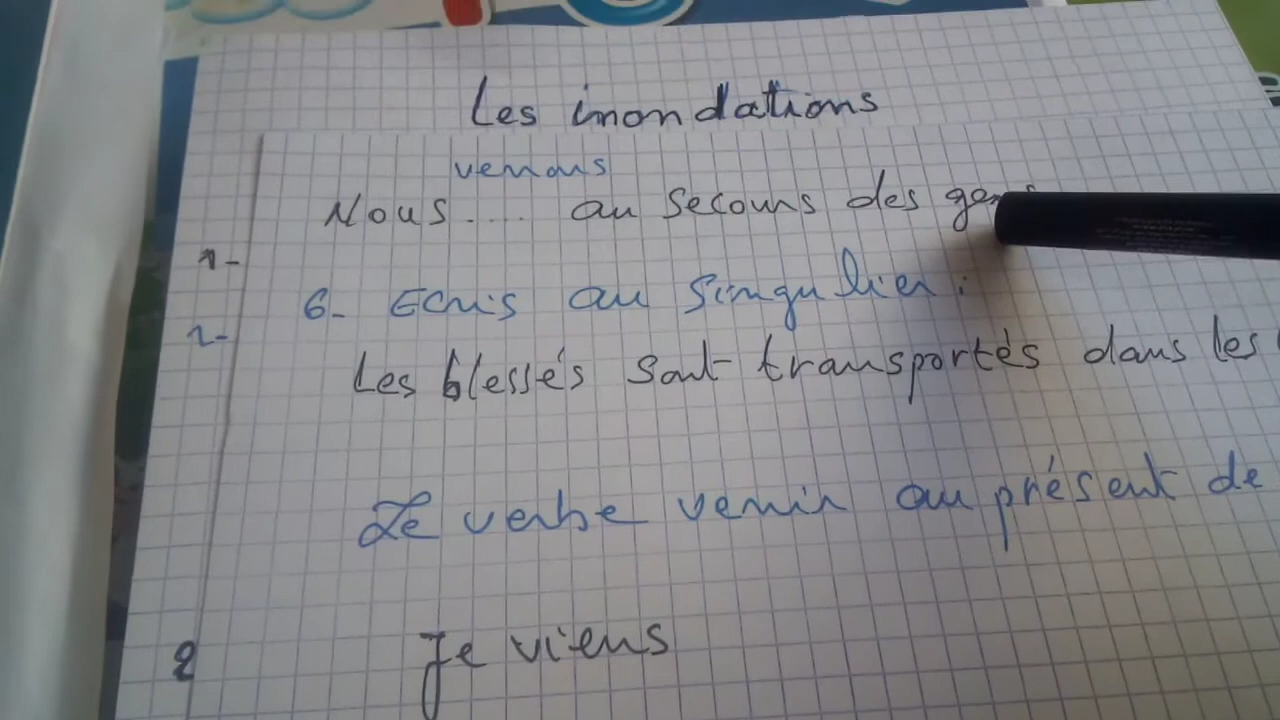 Les inondations
venons
Nous .... au secours des gens
1-
6- Ecris au singulier :
2-
Les blessés sont transportés dans les
Le verbe venir au présent de
Je viens
2